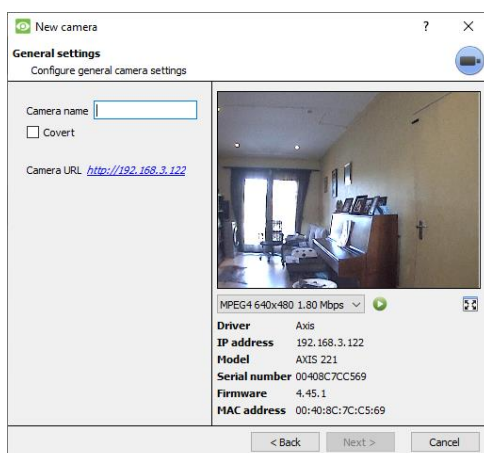 New camera
?
General settings
Configure general camera settings
Camera name
Covert
Camera URL http://192.168.3.122
MPEG4 640x480 1.80 Mbps
Driver Axis
IP address 192.168.3.122
Model AXIS 221
Serial number 00408C7CC569
Firmware 4.45.1
MAC address 00:40:8C:7C:C5:69
< Back Next > Cancel